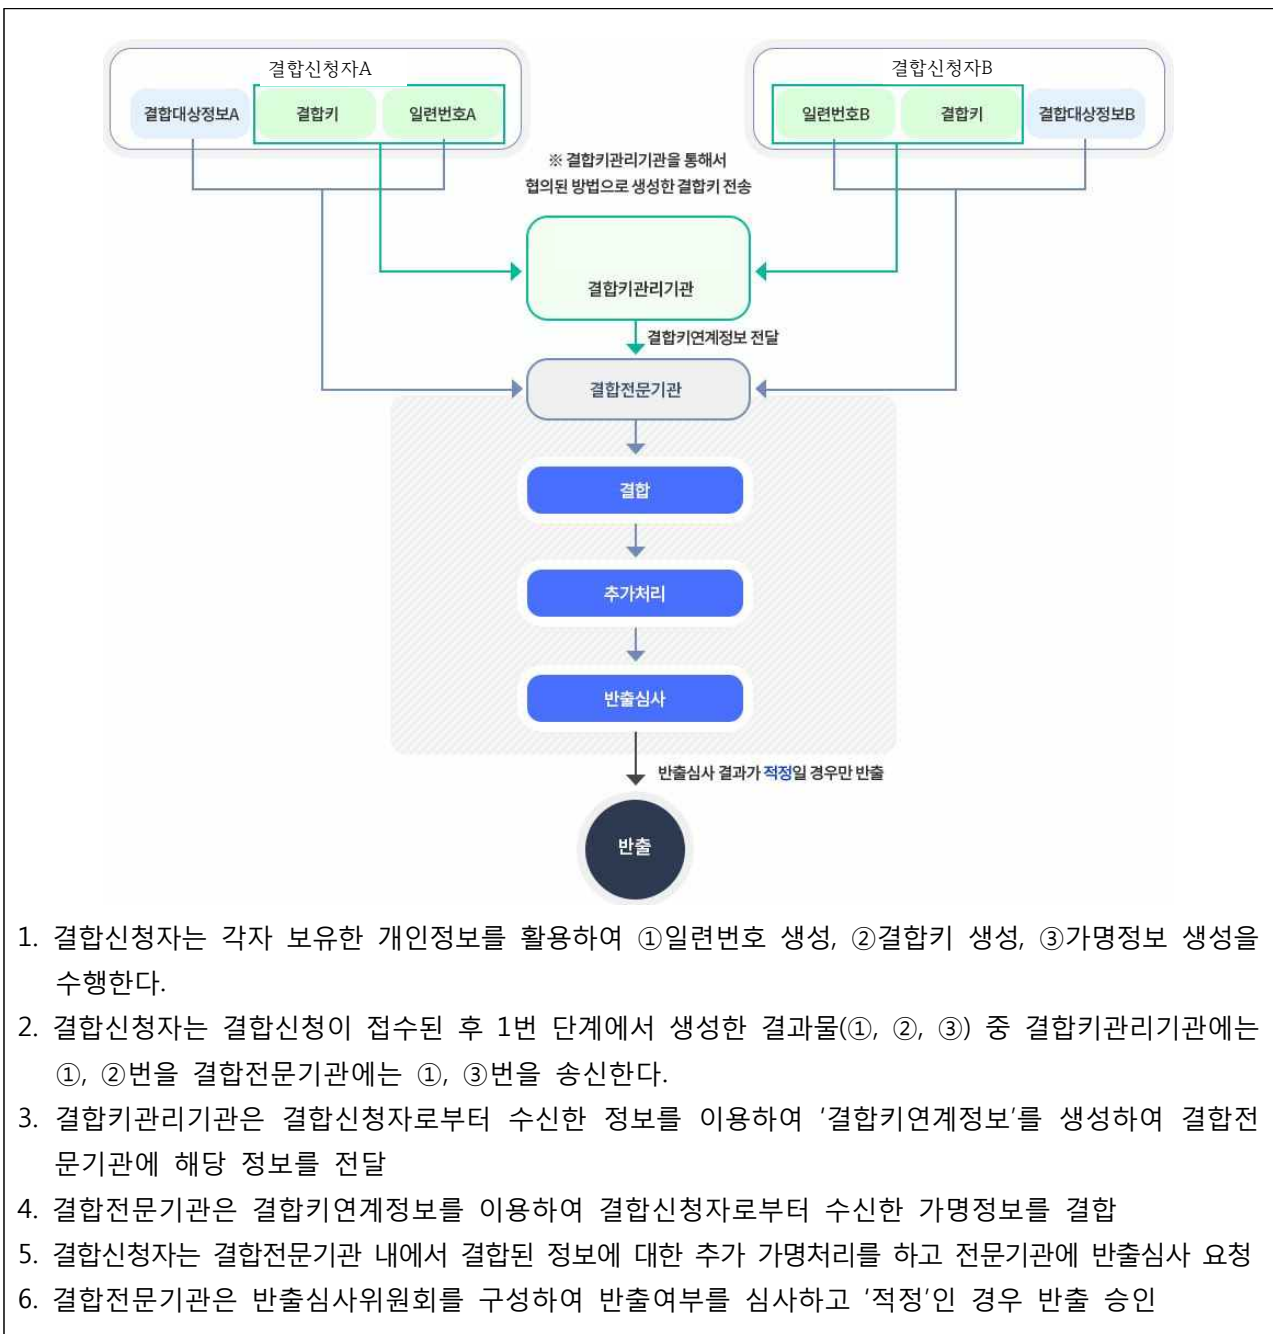 결합신청자A
결합신청자B
결합대상정보A
결합키
일련번호A
일련번호B
결합키
결합대상정보B
※ 결합키관리기관을 통해서
협의된 방법으로 생성한 결합키 전송
결합키관리기관
결합키연계정보 전달
결합전문기관
결합
추가처리
반출심사
반출심사 결과가 적정일 경우만 반출
반출
1. 결합신청자는 각자 보유한 개인정보를 활용하여 ①일련번호 생성, ②결합키 생성, ③가명정보 생성을
수행한다.
2. 결합신청자는 결합신청이 접수된 후 1번 단계에서 생성한 결과물(①, ②, ③) 중 결합키관리기관에는
①, ②번을 결합전문기관에는 ①, ③번을 송신한다.
3. 결합키관리기관은 결합신청자로부터 수신한 정보를 이용하여 ‘결합키연계정보’를 생성하여 결합전
문기관에 해당 정보를 전달
4. 결합전문기관은 결합키연계정보를 이용하여 결합신청자로부터 수신한 가명정보를 결합
5. 결합신청자는 결합전문기관 내에서 결합된 정보에 대한 추가 가명처리를 하고 전문기관에 반출심사 요청
6. 결합전문기관은 반출심사위원회를 구성하여 반출여부를 심사하고 ‘적정’인 경우 반출 승인